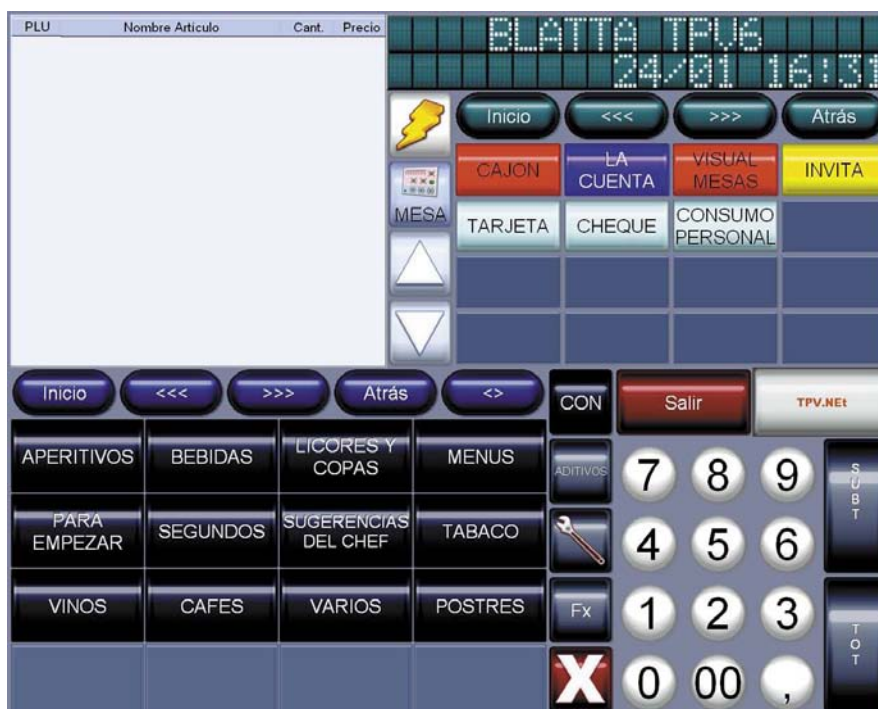 PLU Nombre Artículo Cant. Precio
BLATTA TPV6
24/01 16:31
Inicio <<< >>> Atrás
CAJON LA CUENTA VISUAL MESAS INVITA
MESA
TARJETA CHEQUE CONSUMO PERSONAL
Inicio <<< >>> Atrás <> CON Salir TPV.NEt
APERITIVOS BEBIDAS LICORES Y COPAS MENUS ADITIVOS 7 8 9 SUBT
PARA EMPEZAR SEGUNDOS SUGERENCIAS DEL CHEF TABACO 4 5 6
VINOS CAFES VARIOS POSTRES Fx 1 2 3 TOT
X 0 00 ,